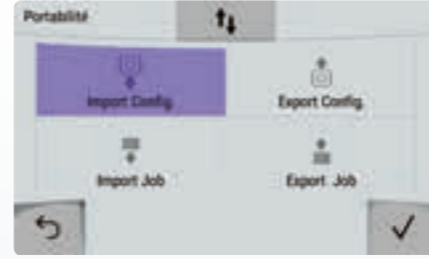 Portabilité
Import Config.
Export Config.
Import Job
Export Job